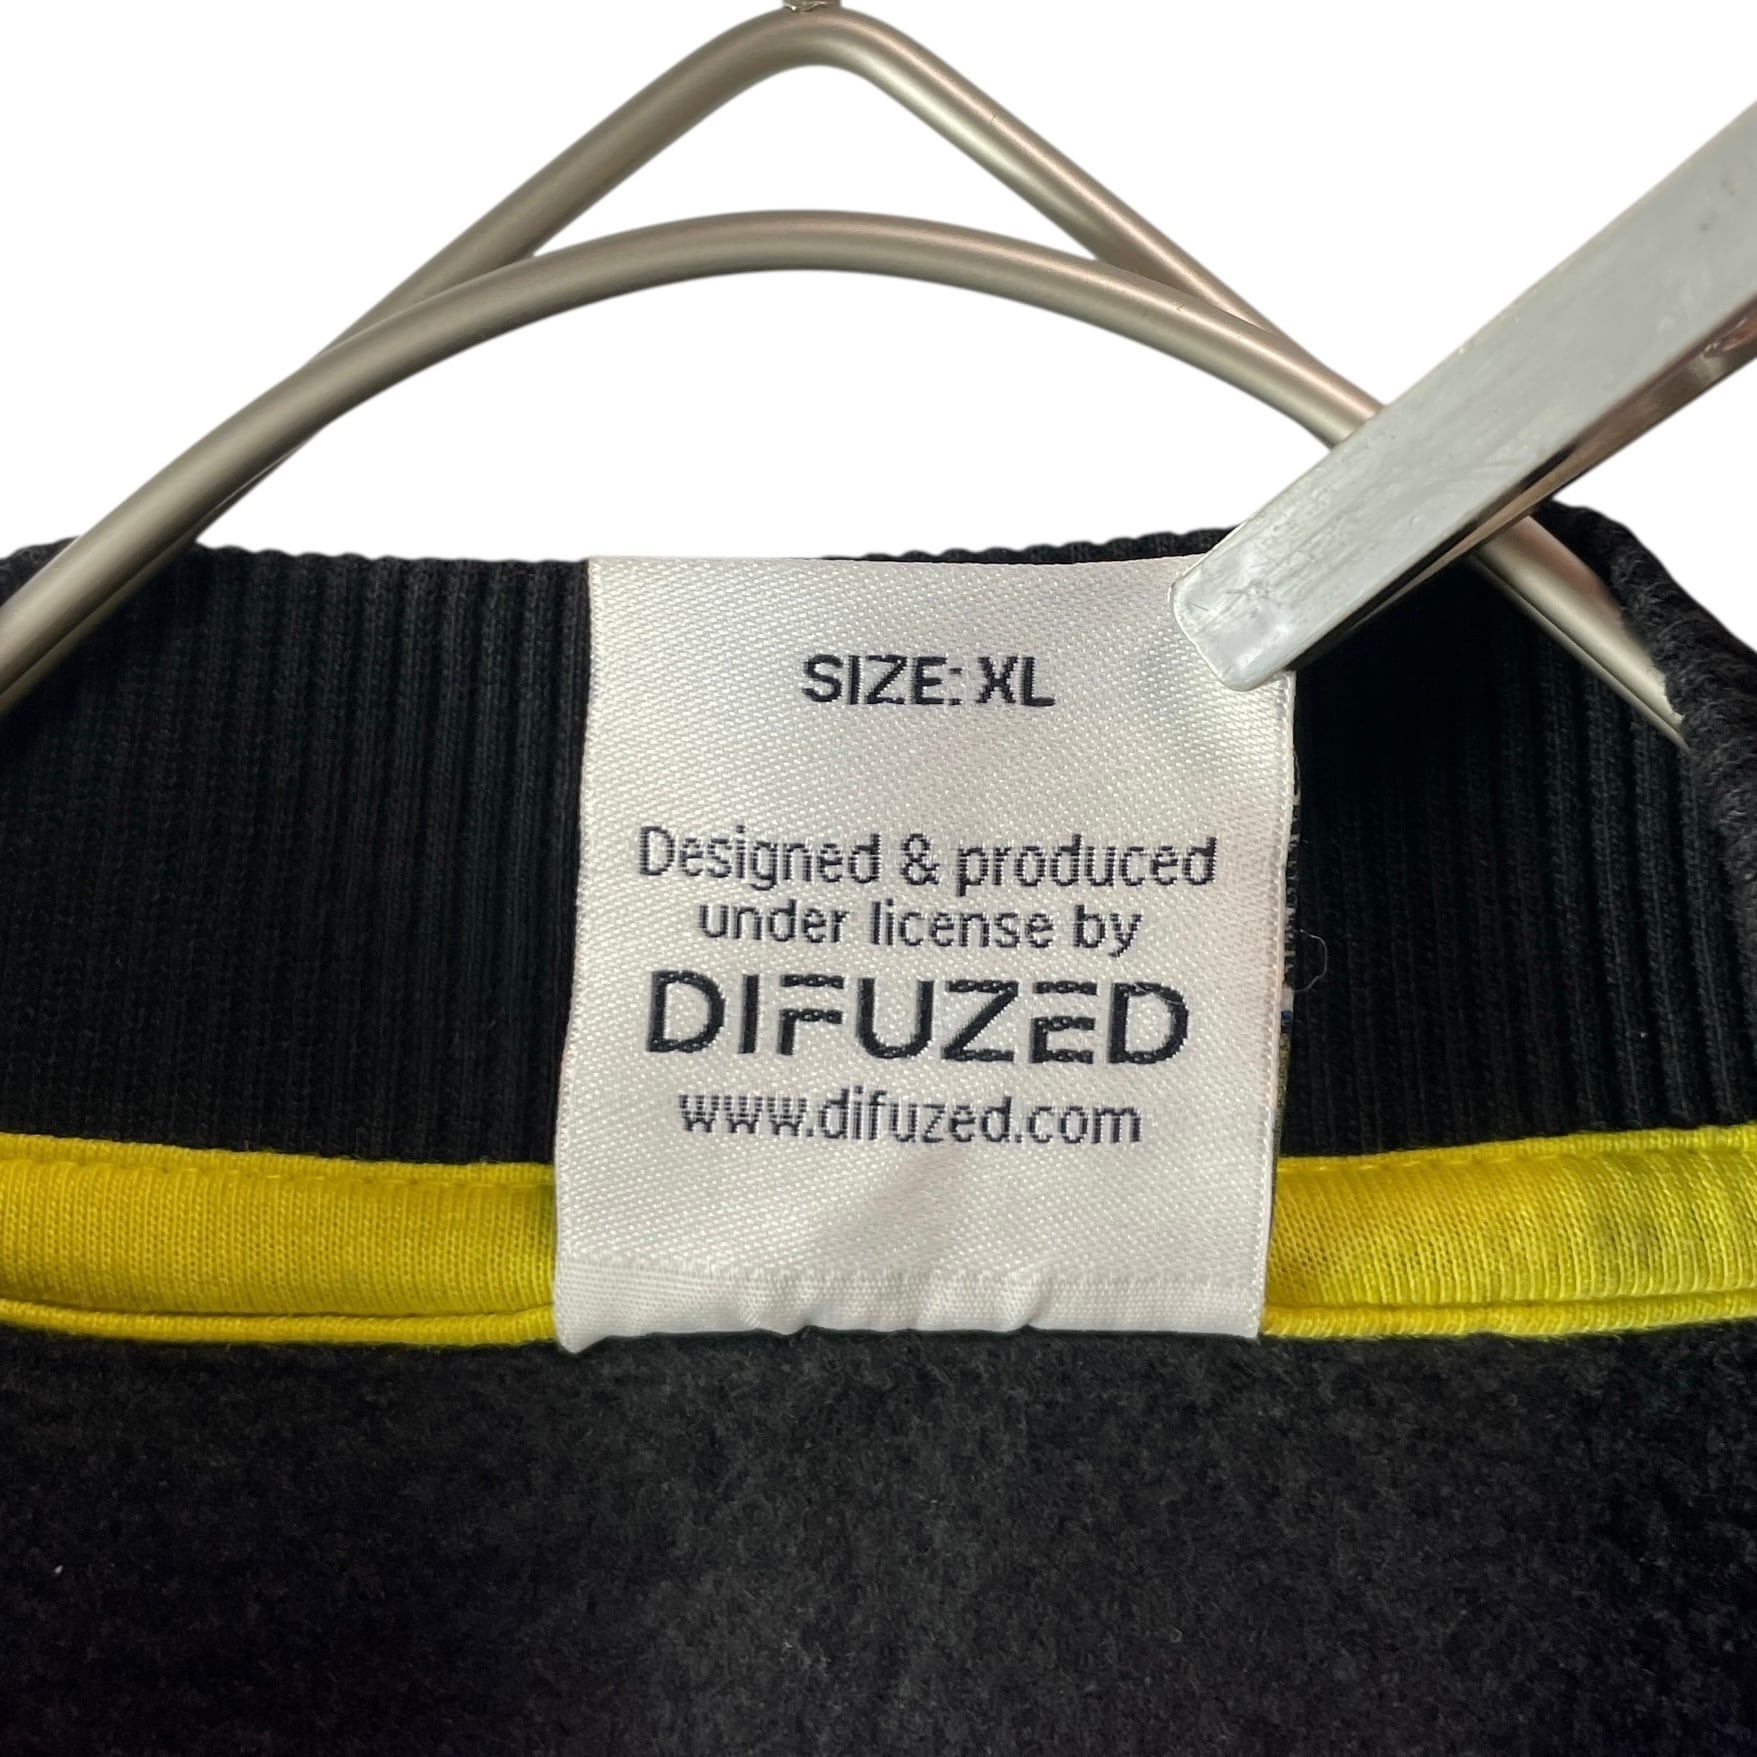 SIZE: XL
Designed & produced
under license by
DIFUZED
www.difuzed.com